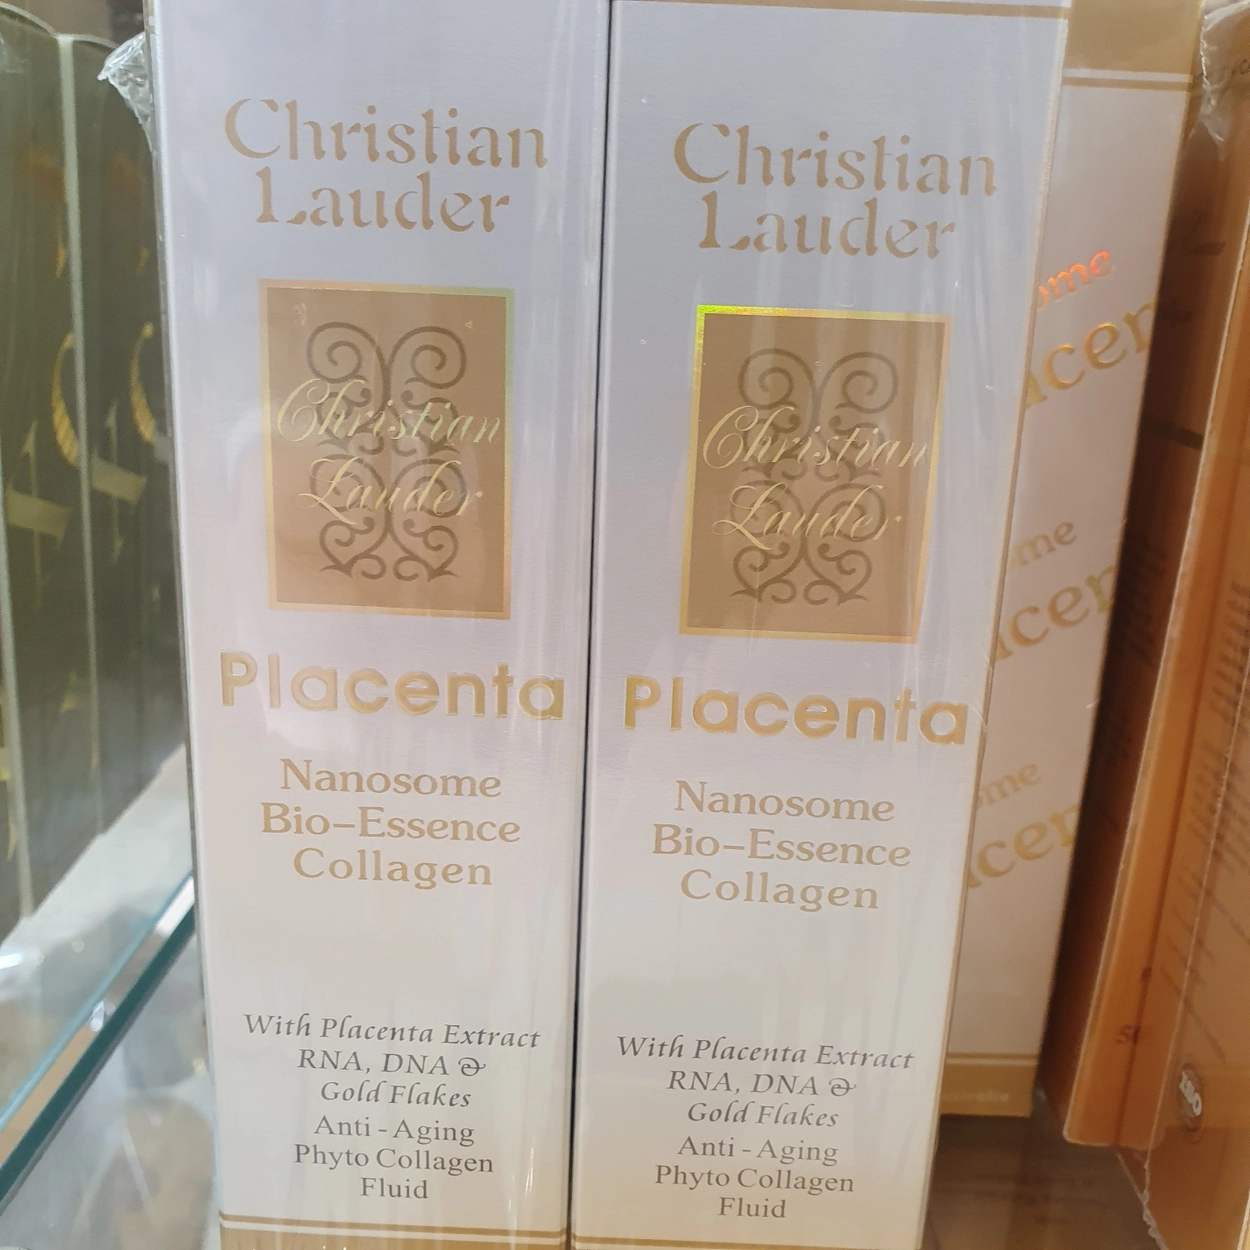 Christian
Lauder
Christian
Lauder
Placenta
Nanosome
Bio-Essence
Collagen
With Placenta Extract
RNA, DNA &
Gold Flakes
Anti-Aging
Phyto Collagen
Fluid
Christian
Lauder
Christian
Lauder
Placenta
Nanosome
Bio-Essence
Collagen
With Placenta Extract
RNA, DNA &
Gold Flakes
Anti-Aging
Phyto Collagen
Fluid